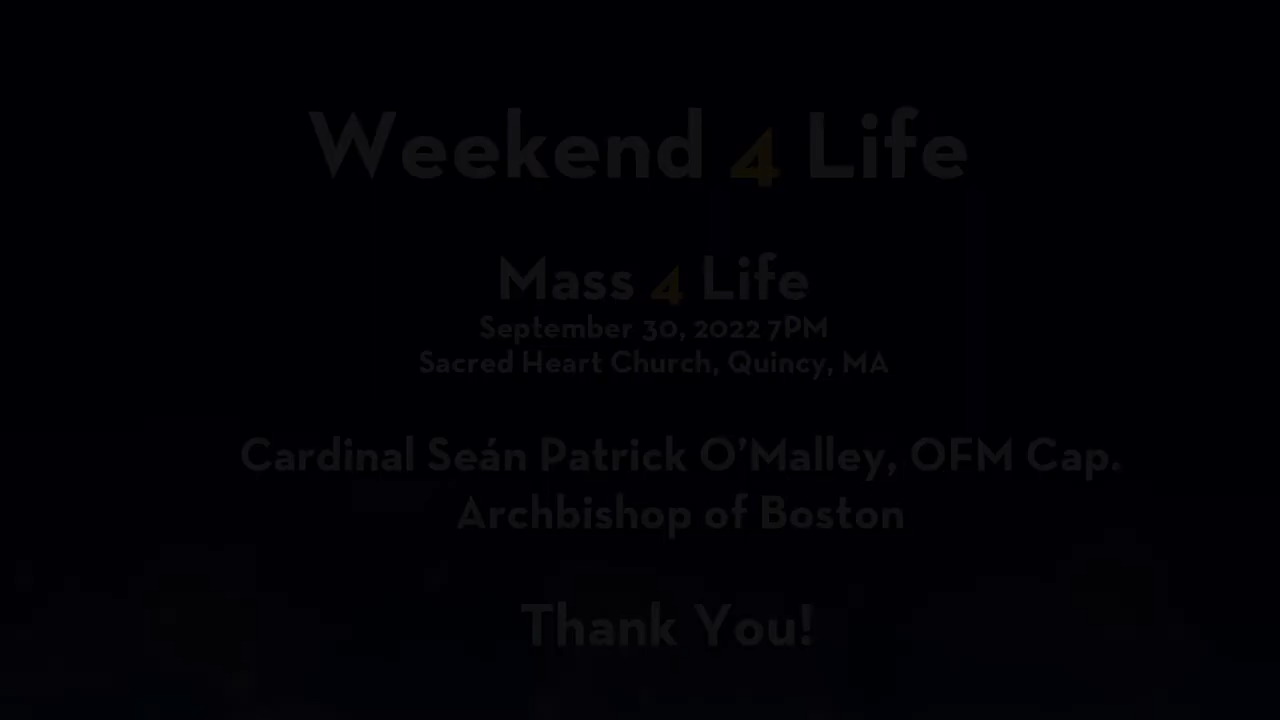 Weekend 4 Life
Mass 4 Life
September 30, 2022 7PM
Sacred Heart Church, Quincy, MA
Cardinal Seán Patrick O’Malley, OFM Cap.
Archbishop of Boston
Thank You!